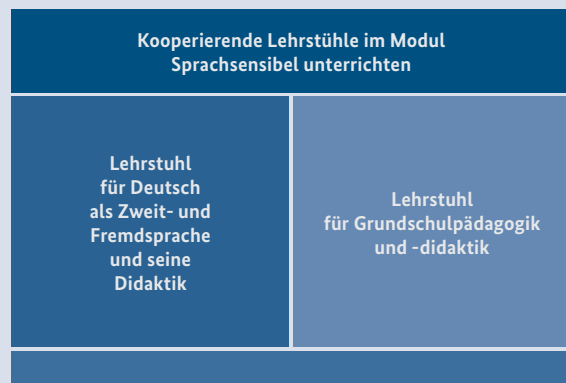 Kooperierende Lehrstühle im Modul
Sprachsensibel unterrichten
Lehrstuhl
für Deutsch
als Zweit- und
Fremdsprache
und seine
Didaktik
Lehrstuhl
für Grundschulpädagogik
und -didaktik